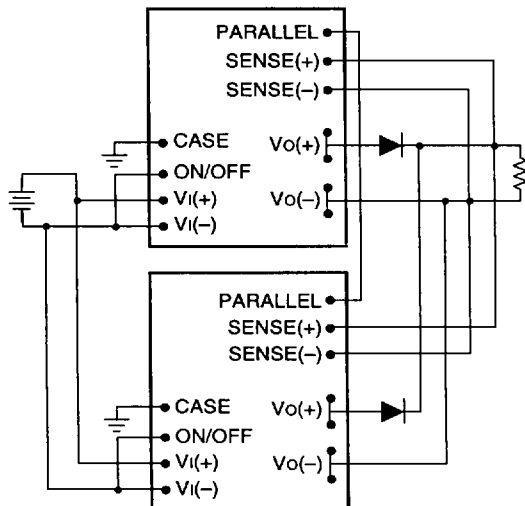 PARALLEL
SENSE(+)
SENSE(–)
CASE
VO(+)
ON/OFF
VI(+)
VO(–)
VI(–)
PARALLEL
SENSE(+)
SENSE(–)
CASE
VO(+)
ON/OFF
VI(+)
VO(–)
VI(–)